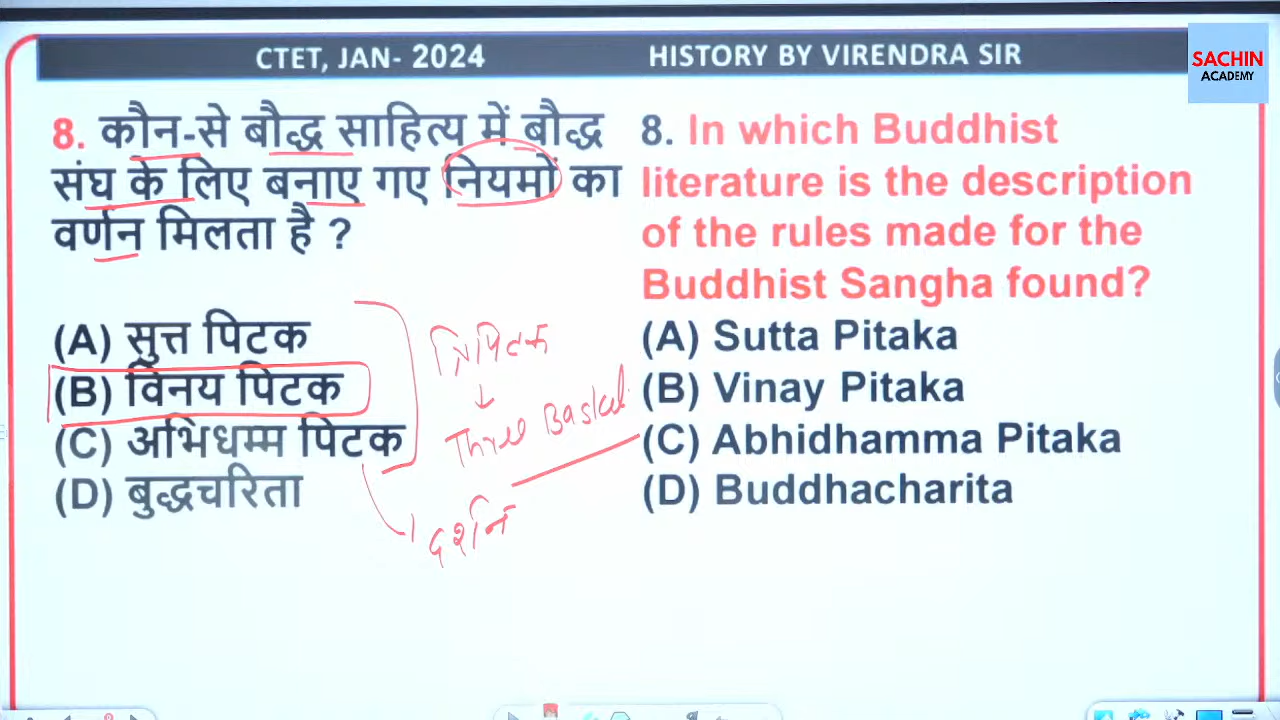 CTET, JAN- 2024
HISTORY BY VIRENDRA SIR
SACHIN
ACADEMY
8. कौन-से बौद्ध साहित्य में बौद्ध
संघ के लिए बनाए गए नियमों का
वर्णन मिलता है ?
(A) सुत्त पिटक
(B) विनय पिटक
(C) अभिधम्म पिटक
(D) बुद्धचरिता
त्रिपिटक
↓
Three Basket
दर्शन
8. In which Buddhist
literature is the description
of the rules made for the
Buddhist Sangha found?
(A) Sutta Pitaka
(B) Vinay Pitaka
(C) Abhidhamma Pitaka
(D) Buddhacharita